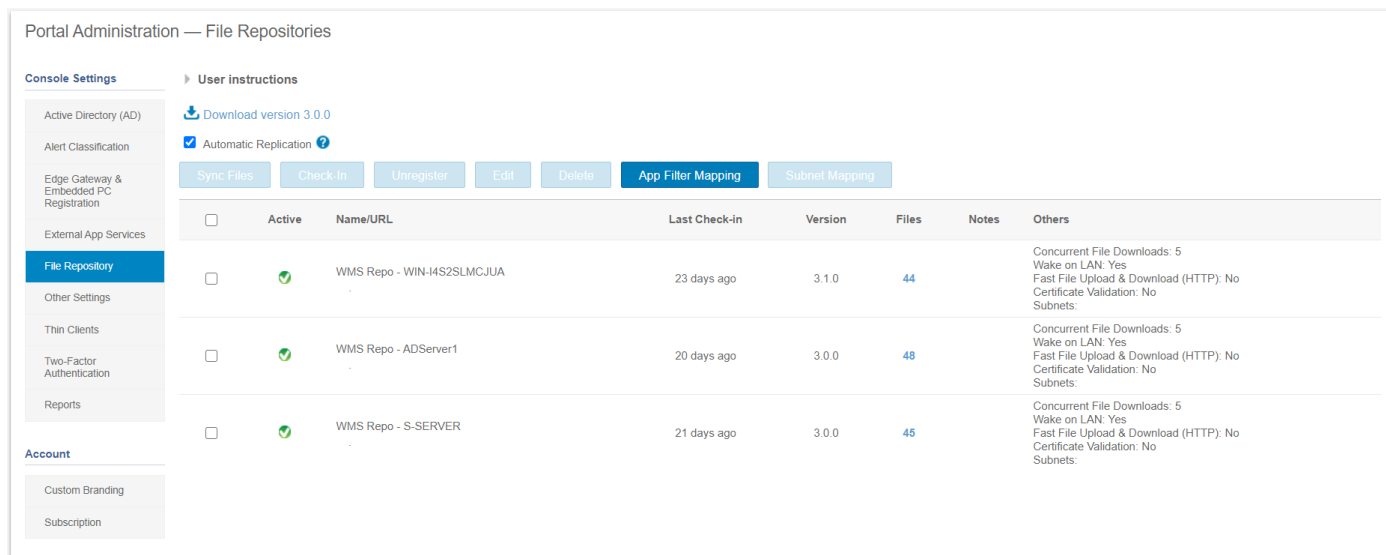 Portal Administration — File Repositories
Console Settings
Active Directory (AD)
Alert Classification
Edge Gateway &
Embedded PC
Registration
External App Services
File Repository
Other Settings
Thin Clients
Two-Factor
Authentication
Reports
Account
Custom Branding
Subscription
User instructions
Download version 3.0.0
Automatic Replication ?
Sync Files Check-In Unregister Edit Delete App Filter Mapping Subnet Mapping
Active Name/URL Last Check-in Version Files Notes Others
WMS Repo - WIN-I4S2SLMCJUA 23 days ago 3.1.0 44
Concurrent File Downloads: 5
Wake on LAN: Yes
Fast File Upload & Download (HTTP): No
Certificate Validation: No
Subnets:
WMS Repo - ADServer1 20 days ago 3.0.0 48
Concurrent File Downloads: 5
Wake on LAN: Yes
Fast File Upload & Download (HTTP): No
Certificate Validation: No
Subnets:
WMS Repo - S-SERVER 21 days ago 3.0.0 45
Concurrent File Downloads: 5
Wake on LAN: Yes
Fast File Upload & Download (HTTP): No
Certificate Validation: No
Subnets: